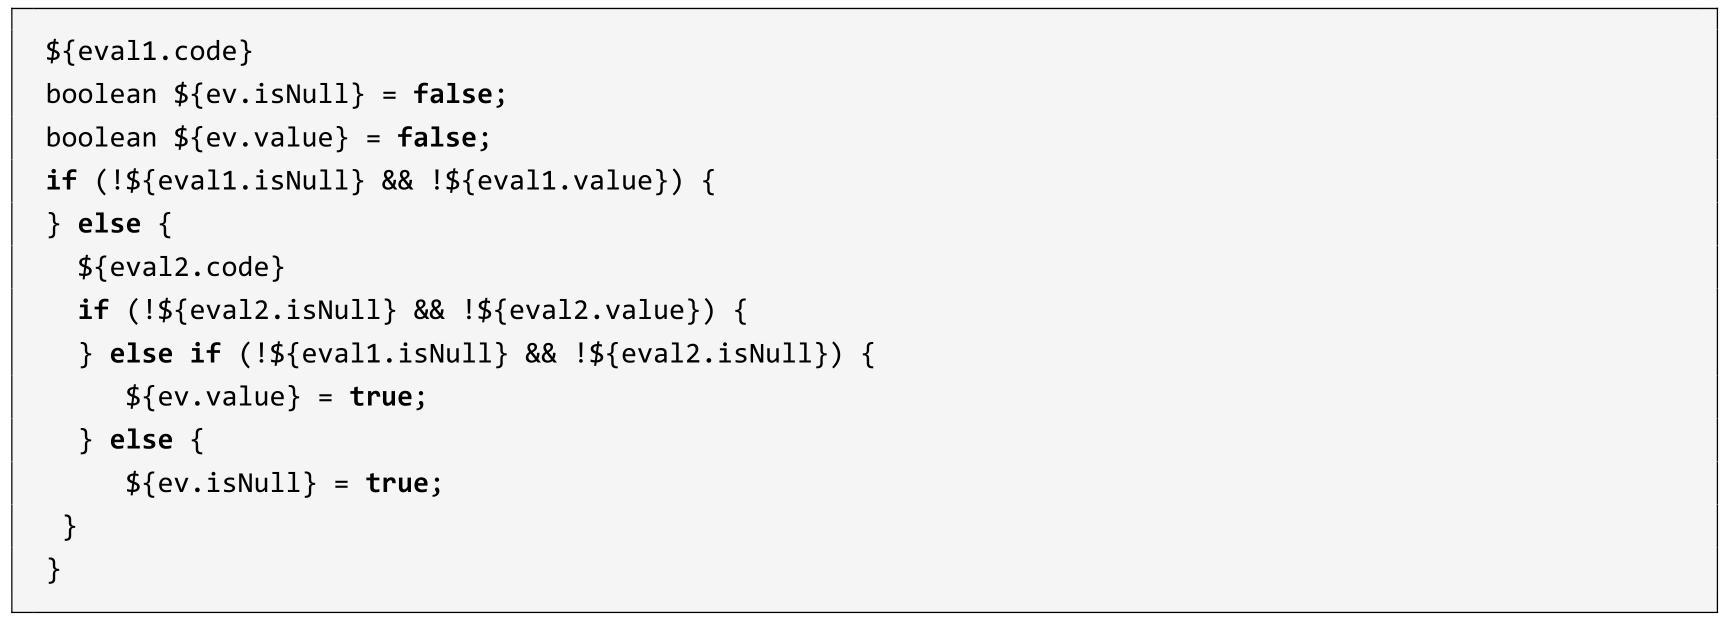 ${eval1.code}
boolean ${ev.isNull} = false;
boolean ${ev.value} = false;
if (!${eval1.isNull} && !${eval1.value}) {
} else {
  ${eval2.code}
  if (!${eval2.isNull} && !${eval2.value}) {
  } else if (!${eval1.isNull} && !${eval2.isNull}) {
     ${ev.value} = true;
  } else {
     ${ev.isNull} = true;
 }
}